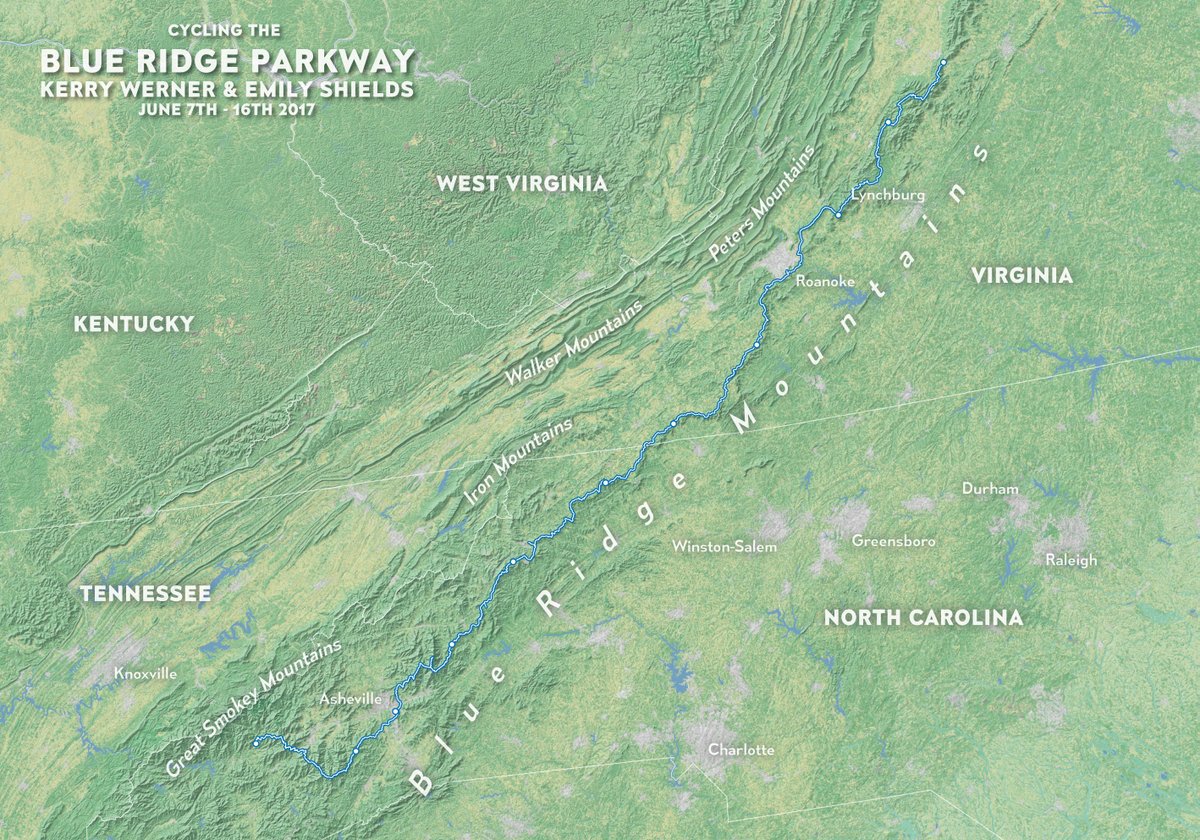 CYCLING THE
BLUE RIDGE PARKWAY
KERRY WERNER & EMILY SHIELDS
JUNE 7TH - 16TH 2017
WEST VIRGINIA
Peters Mountains
Lynchburg
Roanoke
VIRGINIA
KENTUCKY
Walker Mountains
Iron Mountains
Blue Ridge Mountains
Durham
Winston-Salem
Greensboro
Raleigh
TENNESSEE
NORTH CAROLINA
Knoxville
Great Smokey Mountains
Asheville
Charlotte